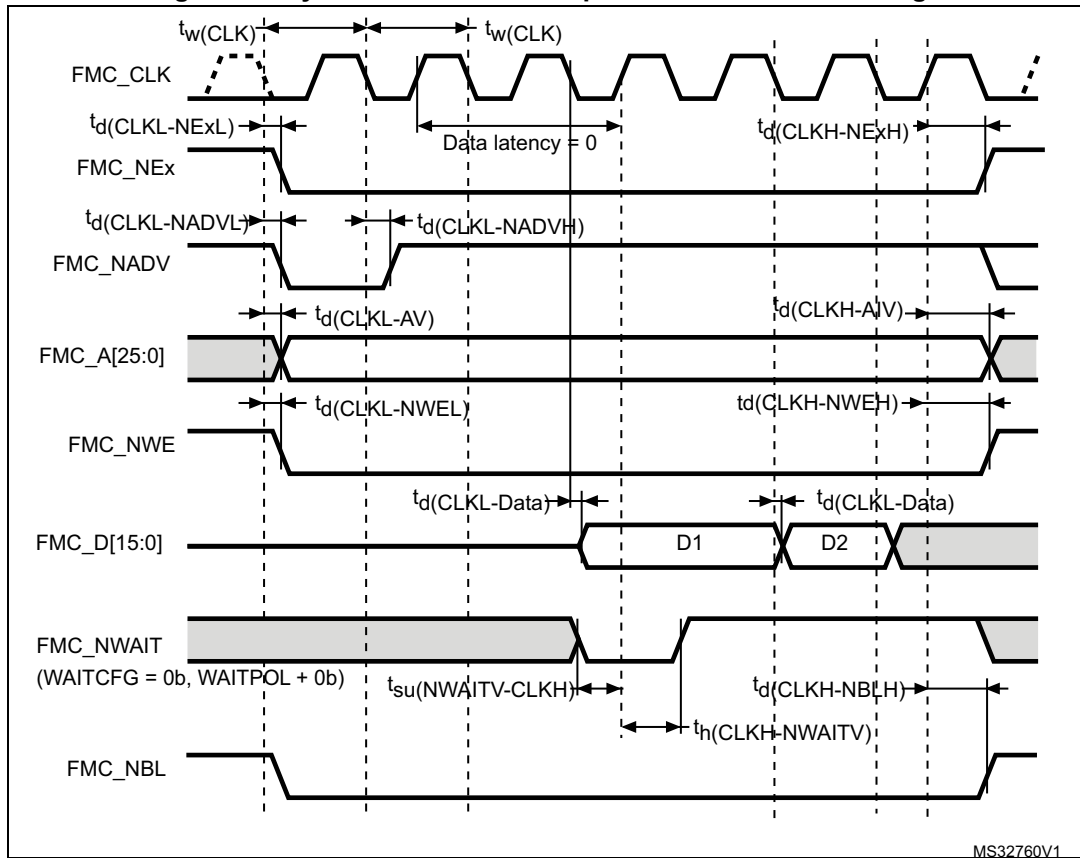 tw(CLK) tw(CLK)
FMC_CLK
td(CLKL-NExL) Data latency = 0 td(CLKH-NExH)
FMC_NEx
td(CLKL-NADVL) td(CLKL-NADVH)
FMC_NADV
td(CLKL-AV) td(CLKH-AIV)
FMC_A[25:0]
td(CLKL-NWEL) td(CLKH-NWEH)
FMC_NWE
td(CLKL-Data) td(CLKL-Data)
FMC_D[15:0] D1 D2
FMC_NWAIT
(WAITCFG = 0b, WAITPOL + 0b)
tsu(NWAITV-CLKH) td(CLKH-NBLH)
th(CLKH-NWAITV)
FMC_NBL
MS32760V1